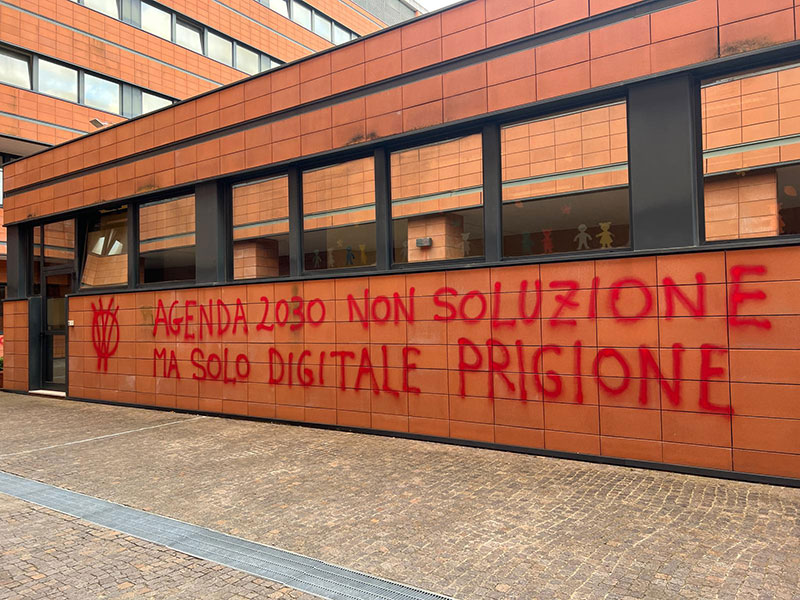 AGENDA 2030 NON SOLUZIONE
MA SOLO DIGITALE PRIGIONE